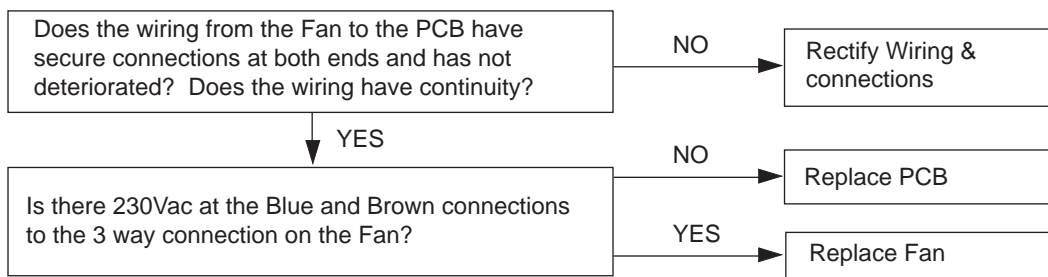 Does the wiring from the Fan to the PCB have
secure connections at both ends and has not
deteriorated?  Does the wiring have continuity?
NO
Rectify Wiring &
connections
YES
Is there 230Vac at the Blue and Brown connections
to the 3 way connection on the Fan?
NO
Replace PCB
YES
Replace Fan